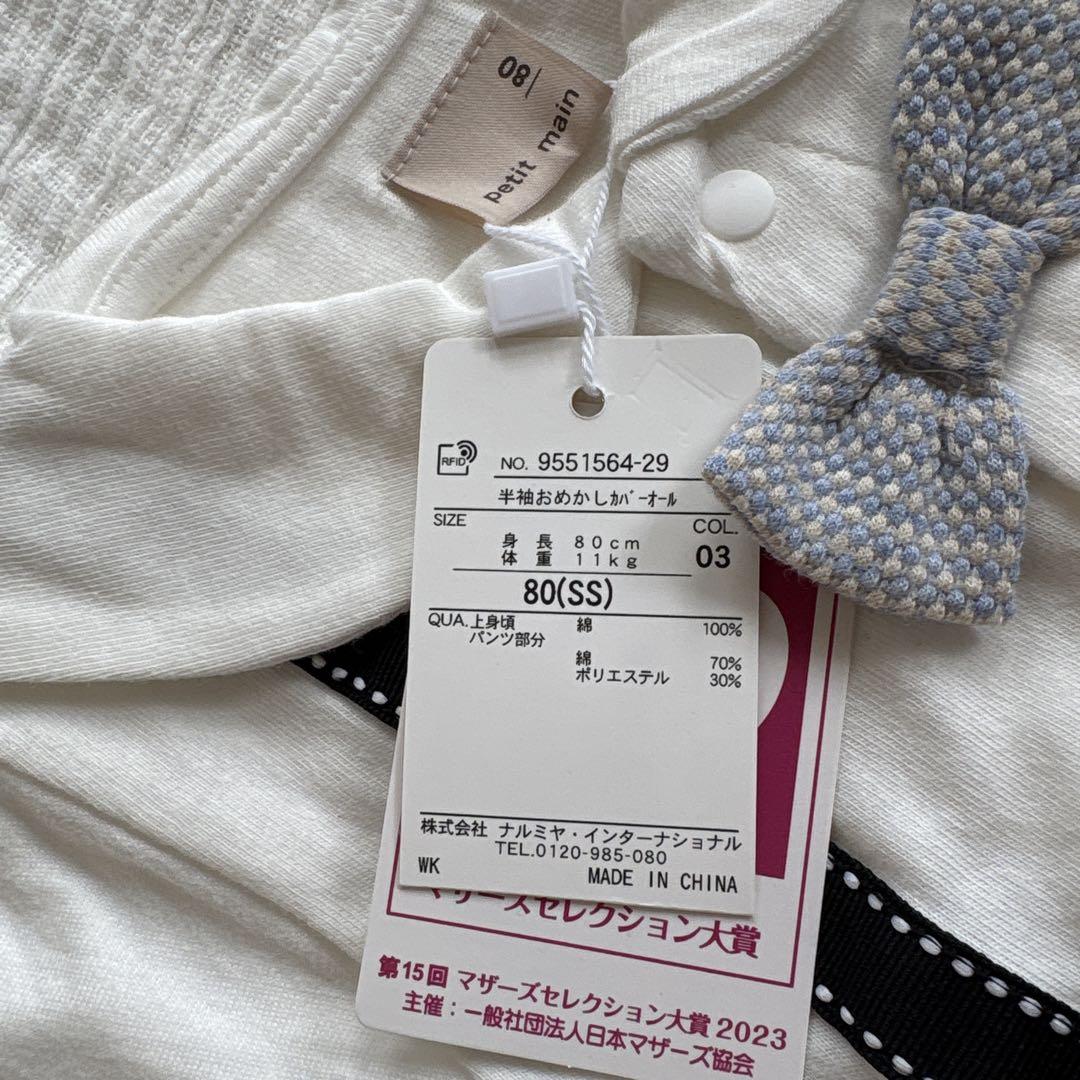 08|
petit main
RFID
NO. 9551564-29
半袖おめかしｶﾊﾞｰｵｰﾙ
SIZE
COL.
身長 80cm
体重 11kg
03
80(SS)
QUA. 上身頃 綿 100%
パンツ部分
綿 70%
ポリエステル 30%
株式会社 ナルミヤ・インターナショナル
TEL.0120-985-080
WK MADE IN CHINA
マザーズセレクション大賞
第15回 マザーズセレクション大賞 2023
主催：一般社団法人日本マザーズ協会